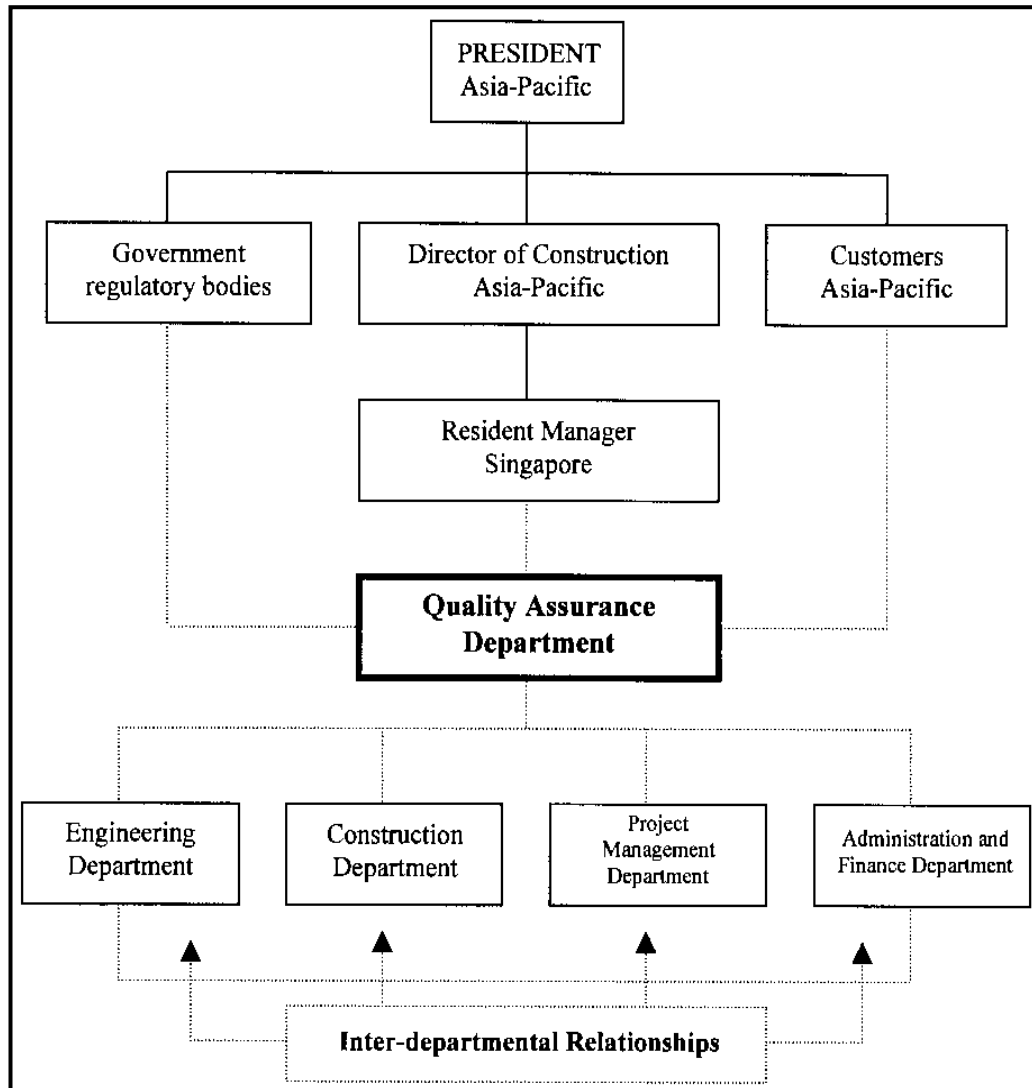 PRESIDENT
Asia-Pacific
Government
regulatory bodies
Director of Construction
Asia-Pacific
Customers
Asia-Pacific
Resident Manager
Singapore
Quality Assurance
Department
Engineering
Department
Construction
Department
Project
Management
Department
Administration and
Finance Department
Inter-departmental Relationships